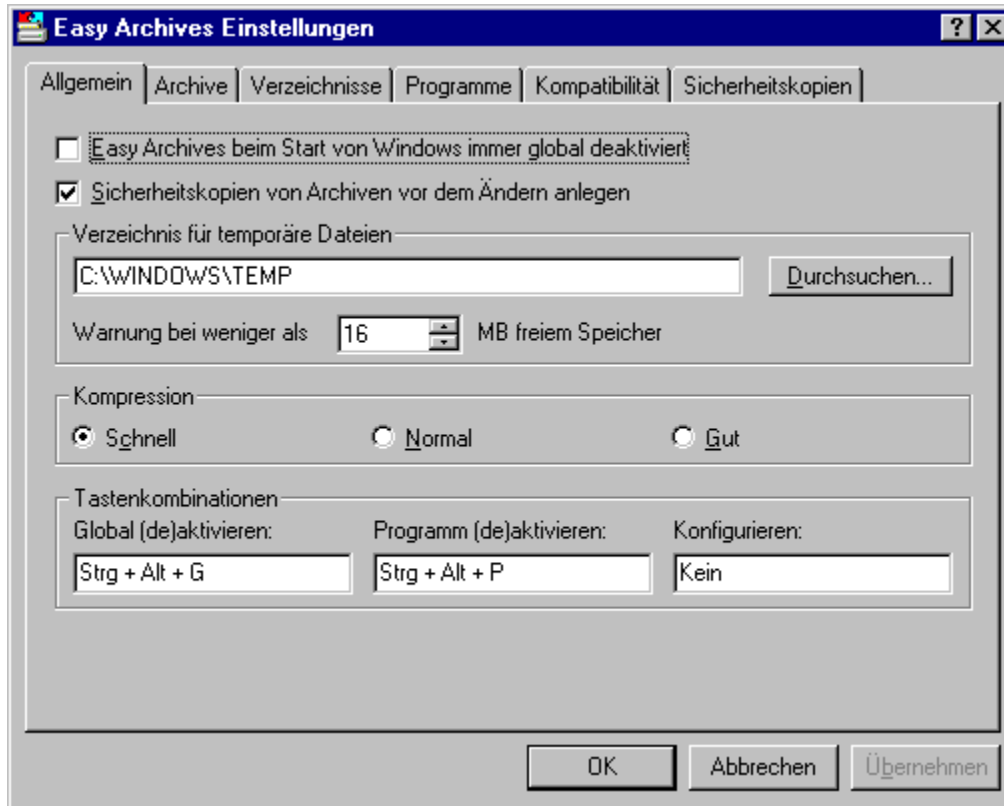 Easy Archives Einstellungen
Allgemein Archive Verzeichnisse Programme Kompatibilität Sicherheitskopien
Easy Archives beim Start von Windows immer global deaktiviert
Sicherheitskopien von Archiven vor dem Ändern anlegen
Verzeichnis für temporäre Dateien
C:\WINDOWS\TEMP Durchsuchen...
Warnung bei weniger als 16 MB freiem Speicher
Kompression
Schnell Normal Gut
Tastenkombinationen
Global (de)aktivieren: Programm (de)aktivieren: Konfigurieren:
Strg + Alt + G Strg + Alt + P Kein
OK Abbrechen Übernehmen